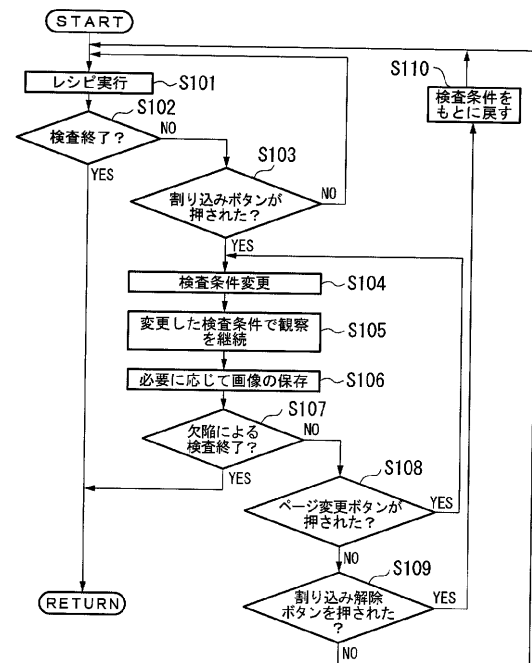 START
レシピ実行
S101
検査終了?
S102
NO
YES
割り込みボタンが
押された?
S103
NO
YES
検査条件変更
S104
変更した検査条件で観察
を継続
S105
必要に応じて画像の保存
S106
欠陥による
検査終了?
S107
NO
YES
ページ変更ボタンが
押された?
S108
YES
NO
割り込み解除
ボタンを押された
?
S109
YES
NO
S110
検査条件を
もとに戻す
RETURN